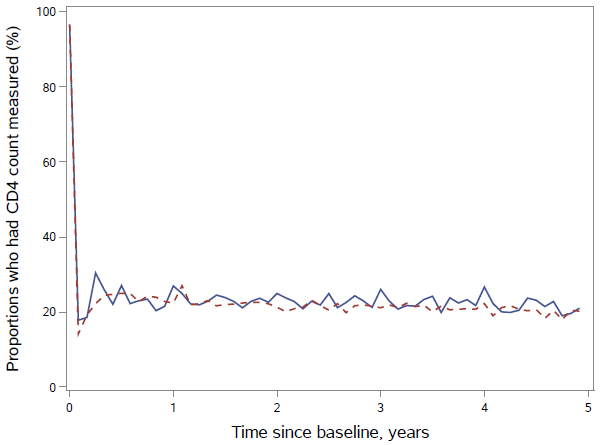 Proportions who had CD4 count measured (%)
100
80
60
40
20
0
0 1 2 3 4 5
Time since baseline, years